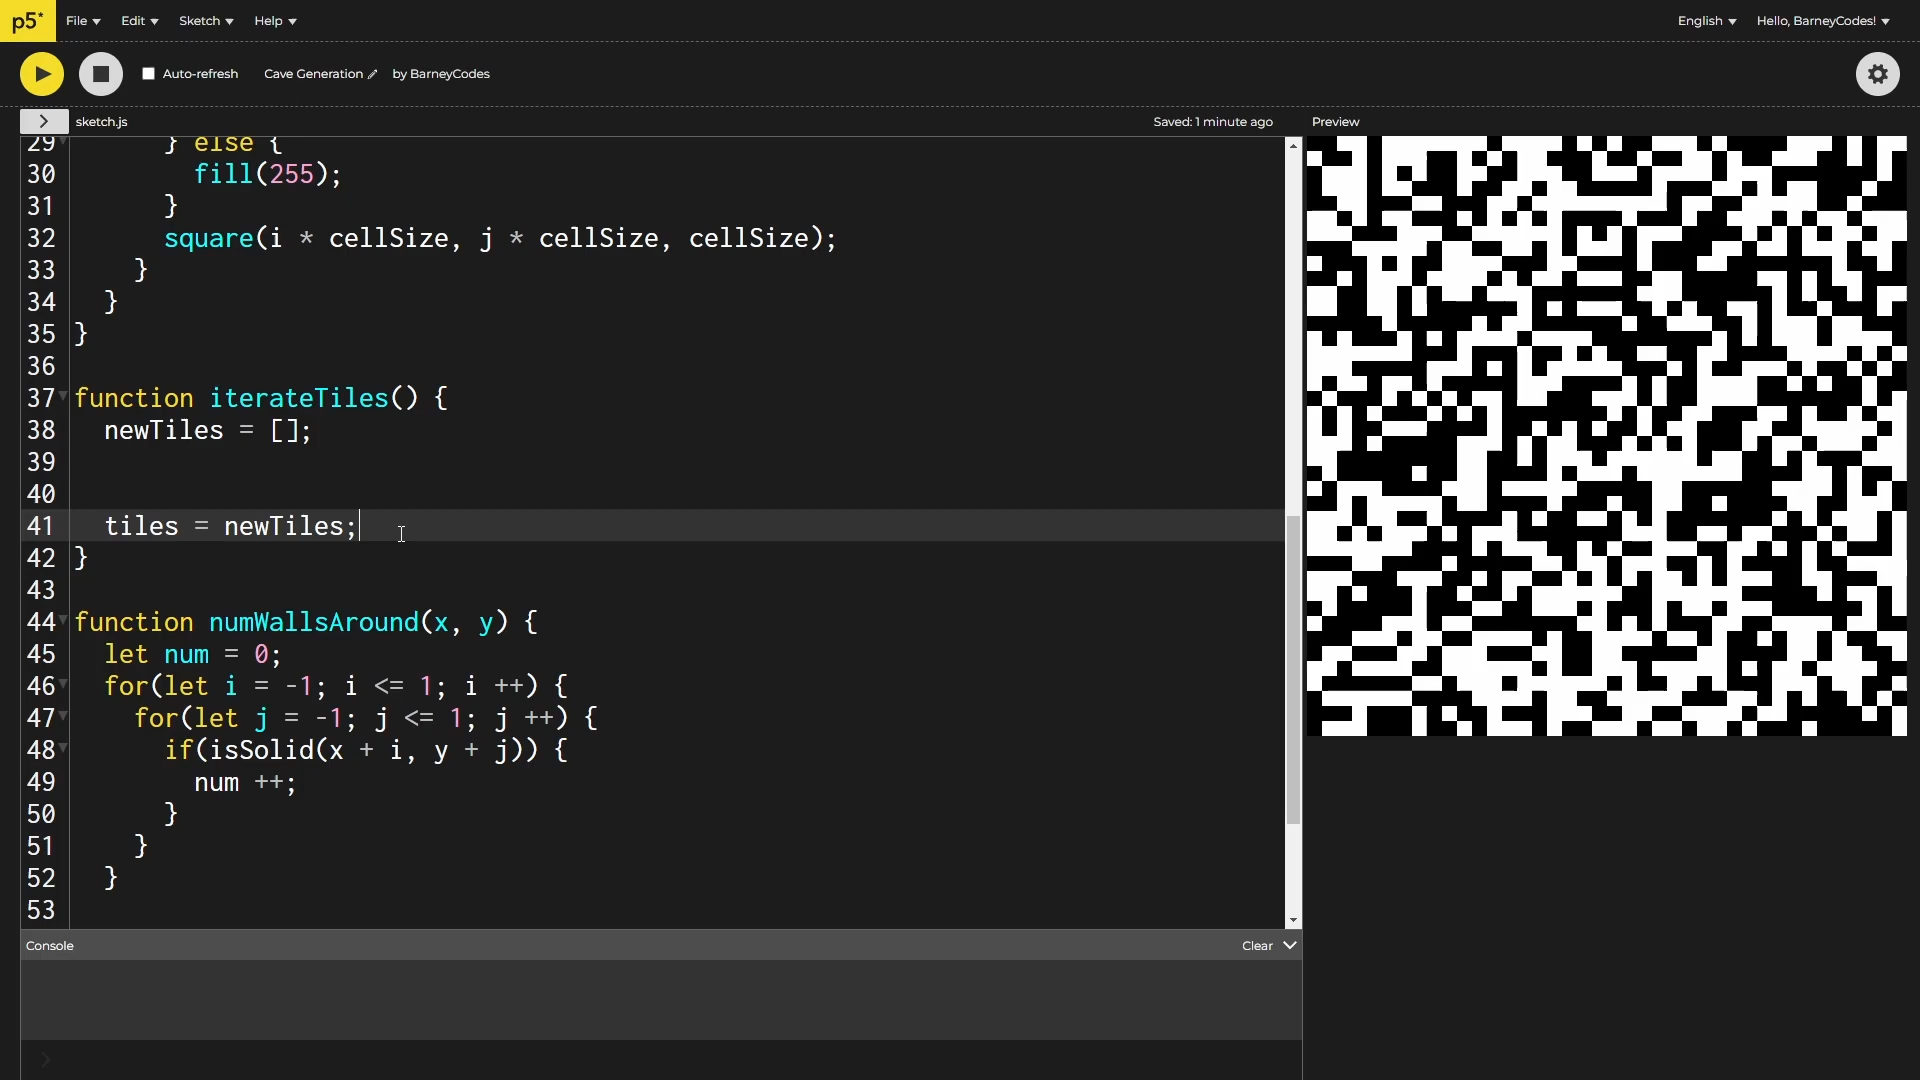 p5*
File
Edit
Sketch
Help
English
Hello, BarneyCodes!
Auto-refresh
Cave Generation
by BarneyCodes
>
sketch.js
Saved: 1 minute ago
Preview
29 } else {
30 fill(255);
31 }
32 square(i * cellSize, j * cellSize, cellSize);
33 }
34 }
35 }
36
37 function iterateTiles() {
38 newTiles = [];
39
40
41 tiles = newTiles;
42 }
43
44 function numWallsAround(x, y) {
45 let num = 0;
46 for(let i = -1; i <= 1; i ++) {
47 for(let j = -1; j <= 1; j ++) {
48 if(isSolid(x + i, y + j)) {
49 num ++;
50 }
51 }
52 }
53
Console
Clear
>